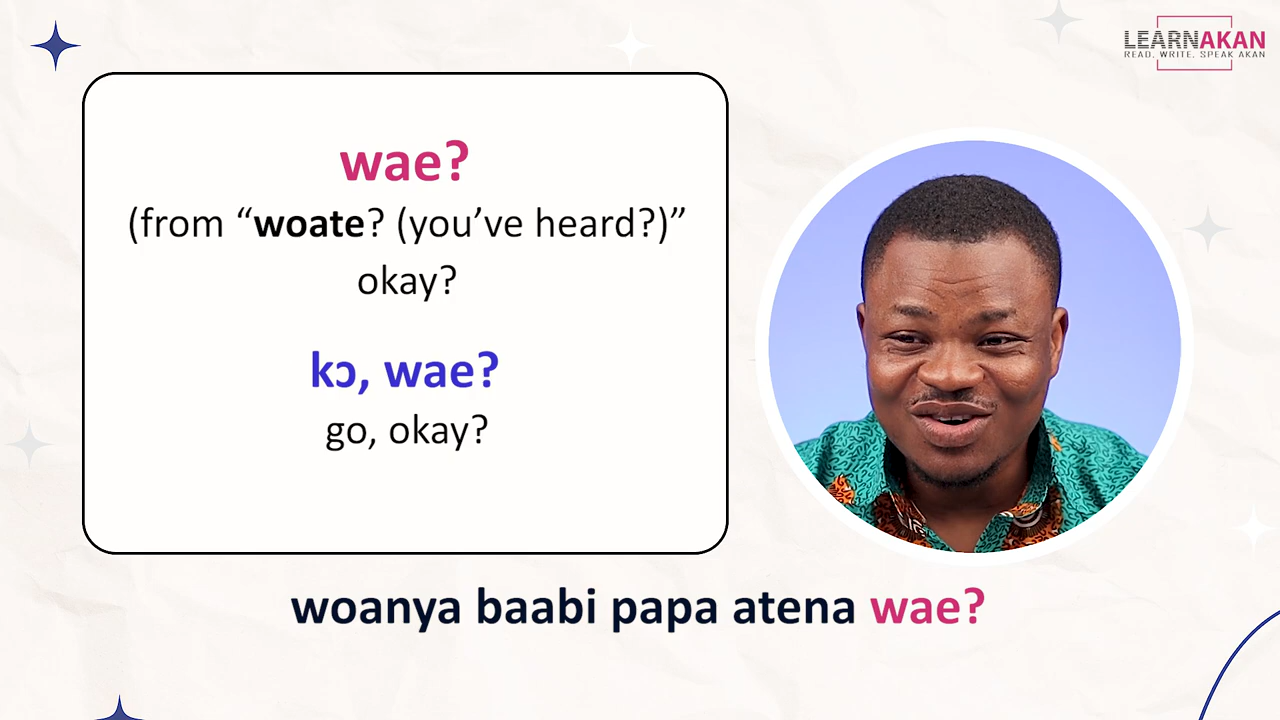 LEARNAKAN
READ. WRITE. SPEAK AKAN
wae?
(from “woate? (you’ve heard?)”
okay?
kɔ, wae?
go, okay?
woanya baabi papa atena wae?